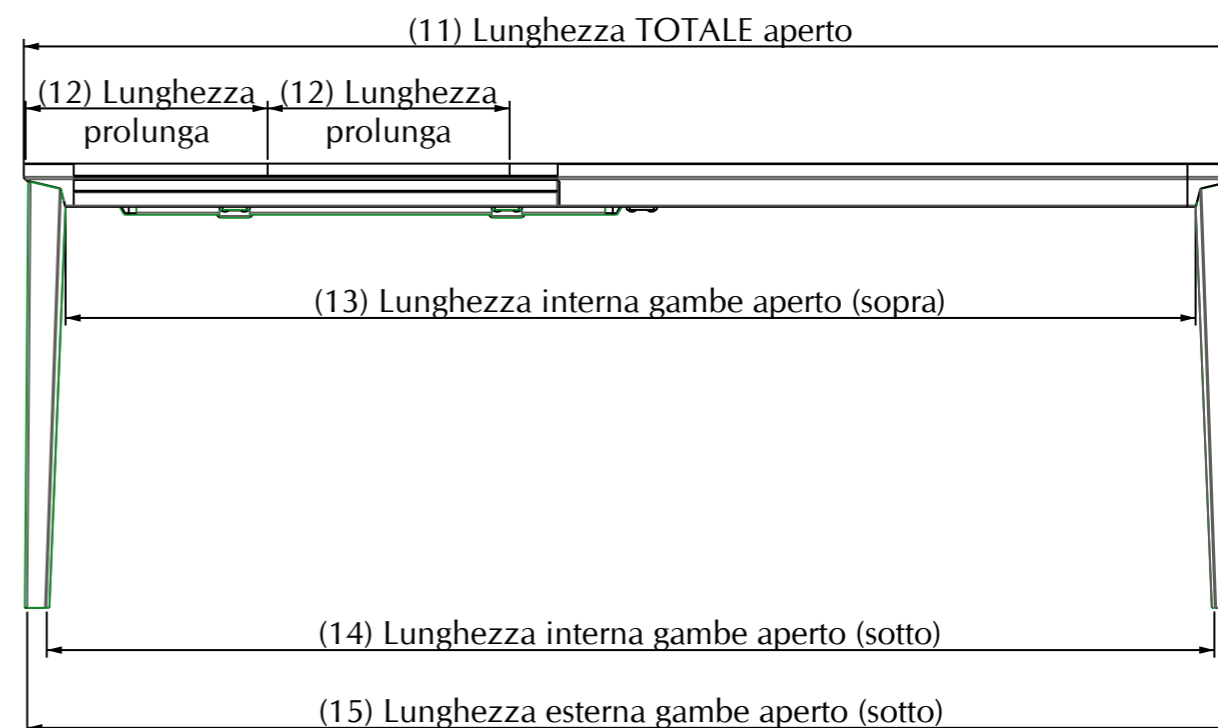 (11) Lunghezza TOTALE aperto
(12) Lunghezza prolunga
(12) Lunghezza prolunga
(13) Lunghezza interna gambe aperto (sopra)
(14) Lunghezza interna gambe aperto (sotto)
(15) Lunghezza esterna gambe aperto (sotto)